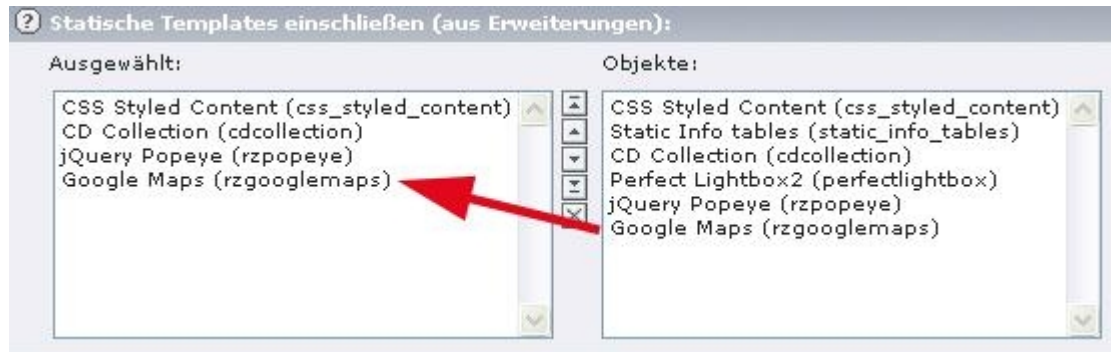 Statische Templates einschließen (aus Erweiterungen):
Ausgewählt:
CSS Styled Content (css_styled_content)
CD Collection (cdcollection)
jQuery Popeye (rzpopeye)
Google Maps (rzgooglemaps)
Objekte:
CSS Styled Content (css_styled_content)
Static Info tables (static_info_tables)
CD Collection (cdcollection)
Perfect Lightbox2 (perfectlightbox)
jQuery Popeye (rzpopeye)
Google Maps (rzgooglemaps)